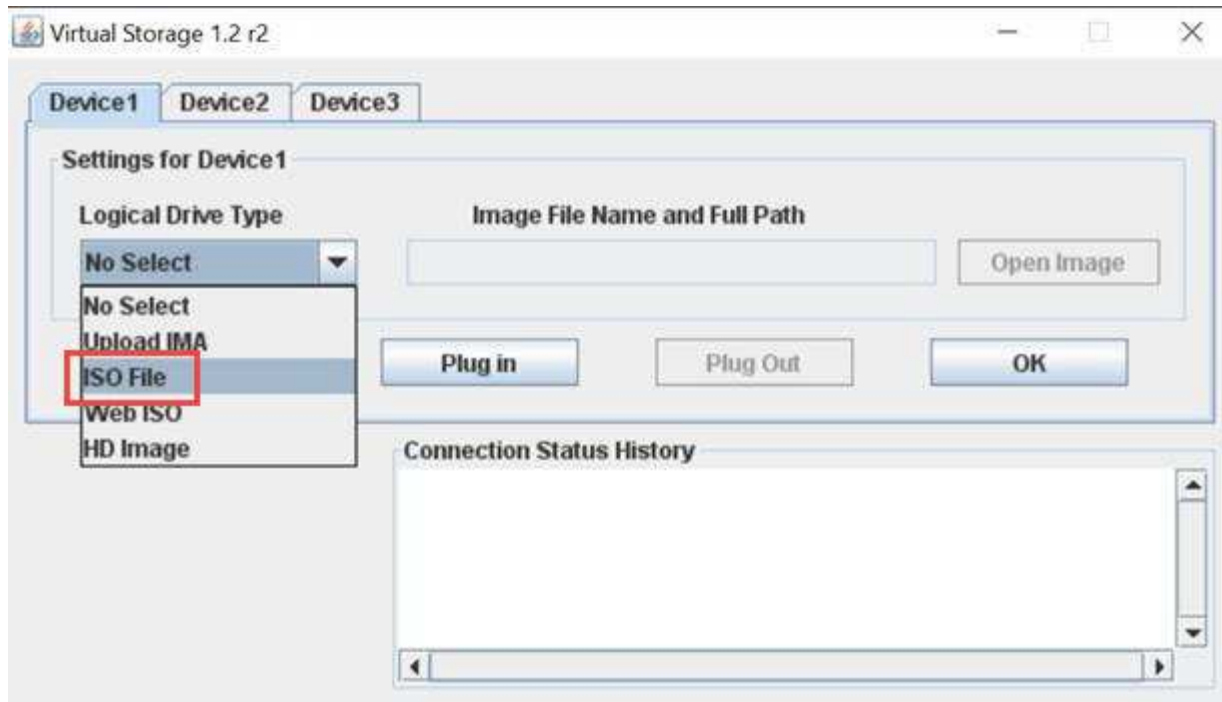 Virtual Storage 1.2 r2
Device1 Device2 Device3
Settings for Device1
Logical Drive Type Image File Name and Full Path
No Select Open Image
No Select
Upload IMA
ISO File Plug in Plug Out OK
Web ISO
HD Image Connection Status History